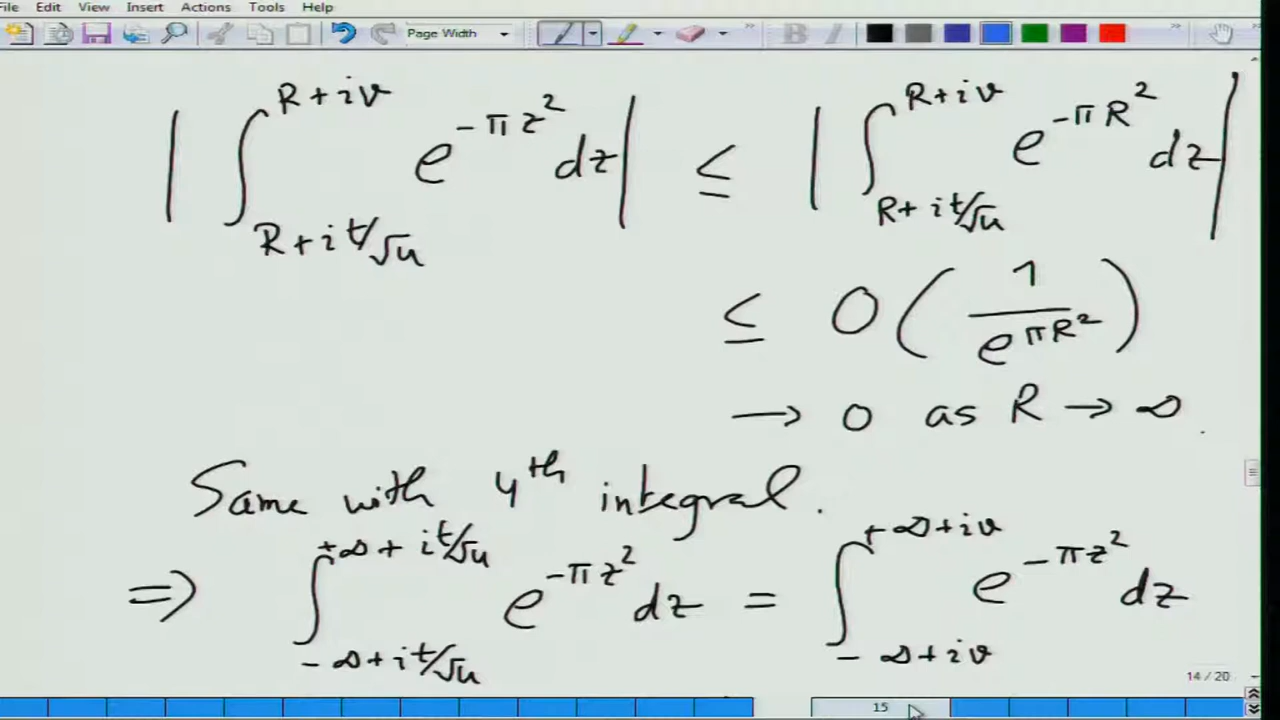 File Edit View Insert Actions Tools Help
Page Width B I
| ∫_{R+it/√u}^{R+iv} e^{-πz²} dz | ≤ | ∫_{R+it/√u}^{R+iv} e^{-πR²} dz |
≤ O( 1 / e^{πR²} )
→ 0 as R → ∞.
Same with 4th integral.
⇒ ∫_{-∞+it/√u}^{+∞+it/√u} e^{-πz²} dz = ∫_{-∞+iv}^{+∞+iv} e^{-πz²} dz
14 / 20
15